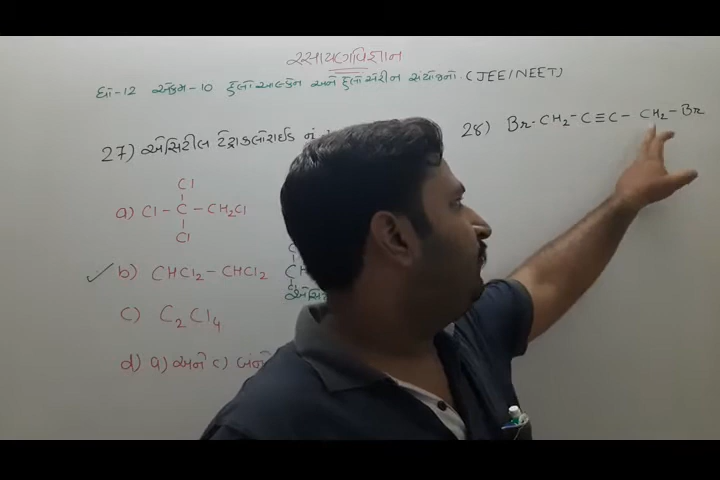 રસાયણવિજ્ઞાન
ધો-12 એકમ-10 હેલોઆલ્કેન અને હેલોએરીન સંયોજનો (JEE/NEET)
27) એસિટીલ ટેટ્રાક્લોરાઈડ નું
28) Br-CH2-C≡C-CH2-Br
Cl
a) Cl-C-CH2Cl
Cl
✓ b) CHCl2-CHCl2
c) C2Cl4
d) a) અને c) બંને